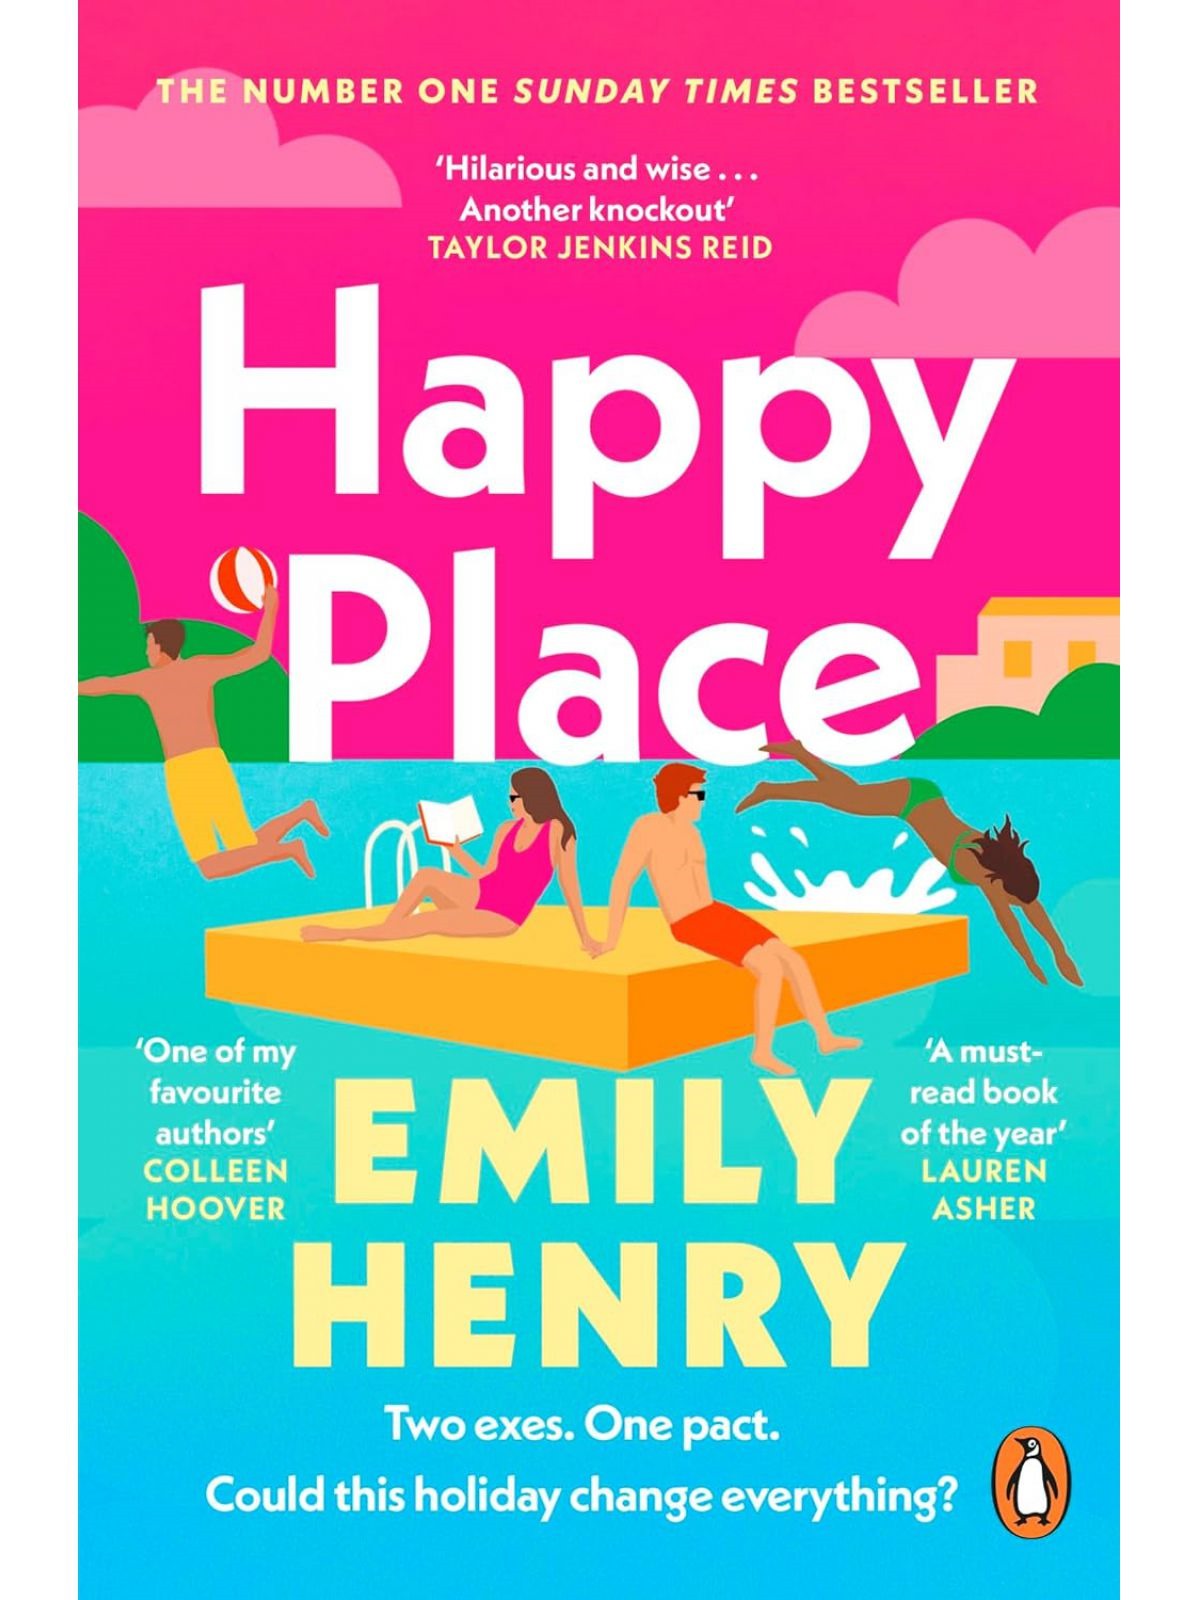 THE NUMBER ONE SUNDAY TIMES BESTSELLER
‘Hilarious and wise . . .
Another knockout’
TAYLOR JENKINS REID
Happy
Place
‘One of my
favourite
authors’
COLLEEN
HOOVER
‘A must-
read book
of the year’
LAUREN
ASHER
EMILY
HENRY
Two exes. One pact.
Could this holiday change everything?